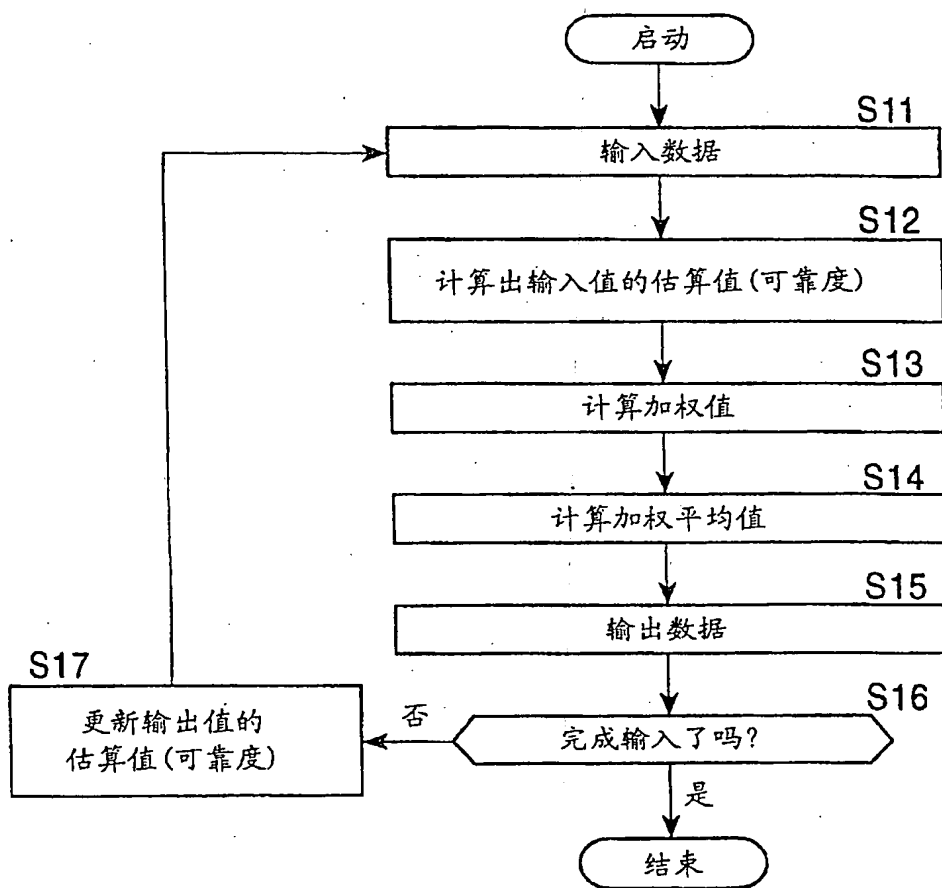 启动
S11
输入数据
S12
计算出输入值的估算值(可靠度)
S13
计算加权值
S14
计算加权平均值
S15
输出数据
S16
完成输入了吗?
否
S17
更新输出值的
估算值(可靠度)
是
结束